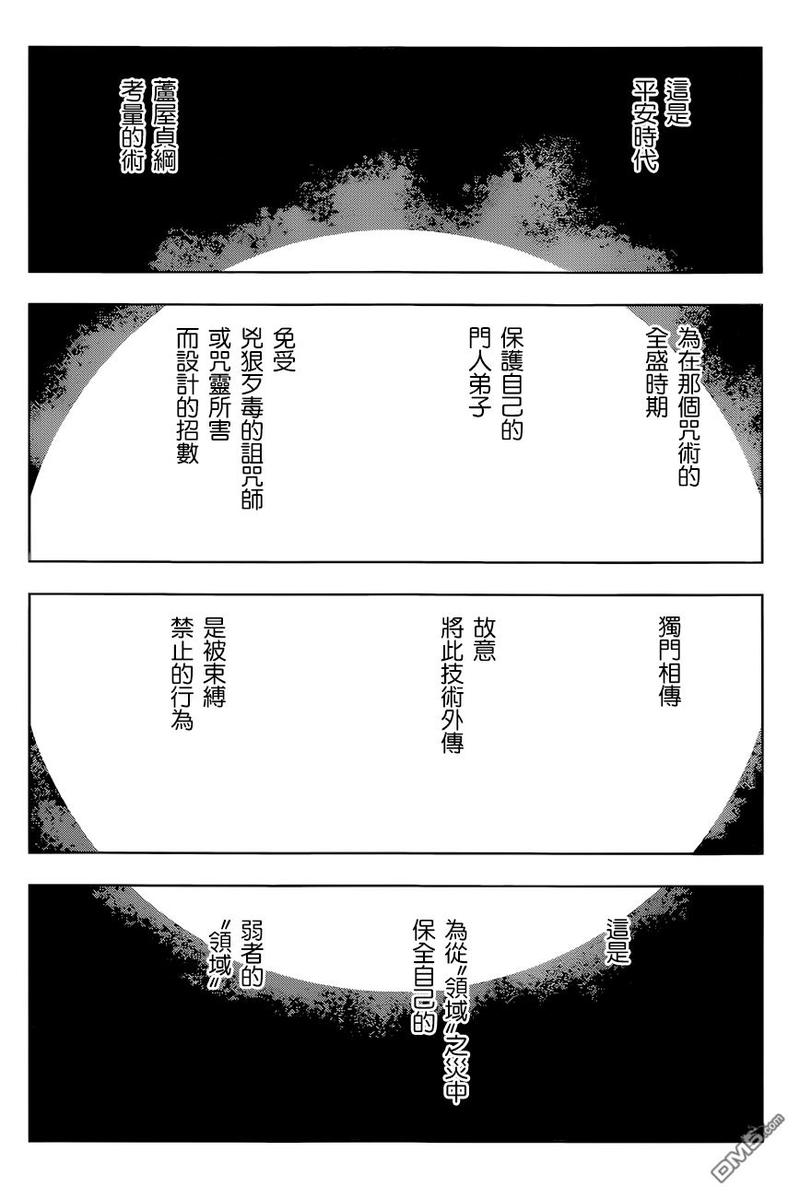 這是
平安時代
蘆屋貞綱
考量的術
為在那個咒術的
全盛時期
保護自己的
門人弟子
免受
兇狠歹毒的詛咒師
或咒靈所害
而設計的招數
獨門相傳
故意
將此技術外傳
是被束縛
禁止的行為
這是
為從〝領域〞之災中
保全自己的
弱者的
〝領域〞
DM5.com